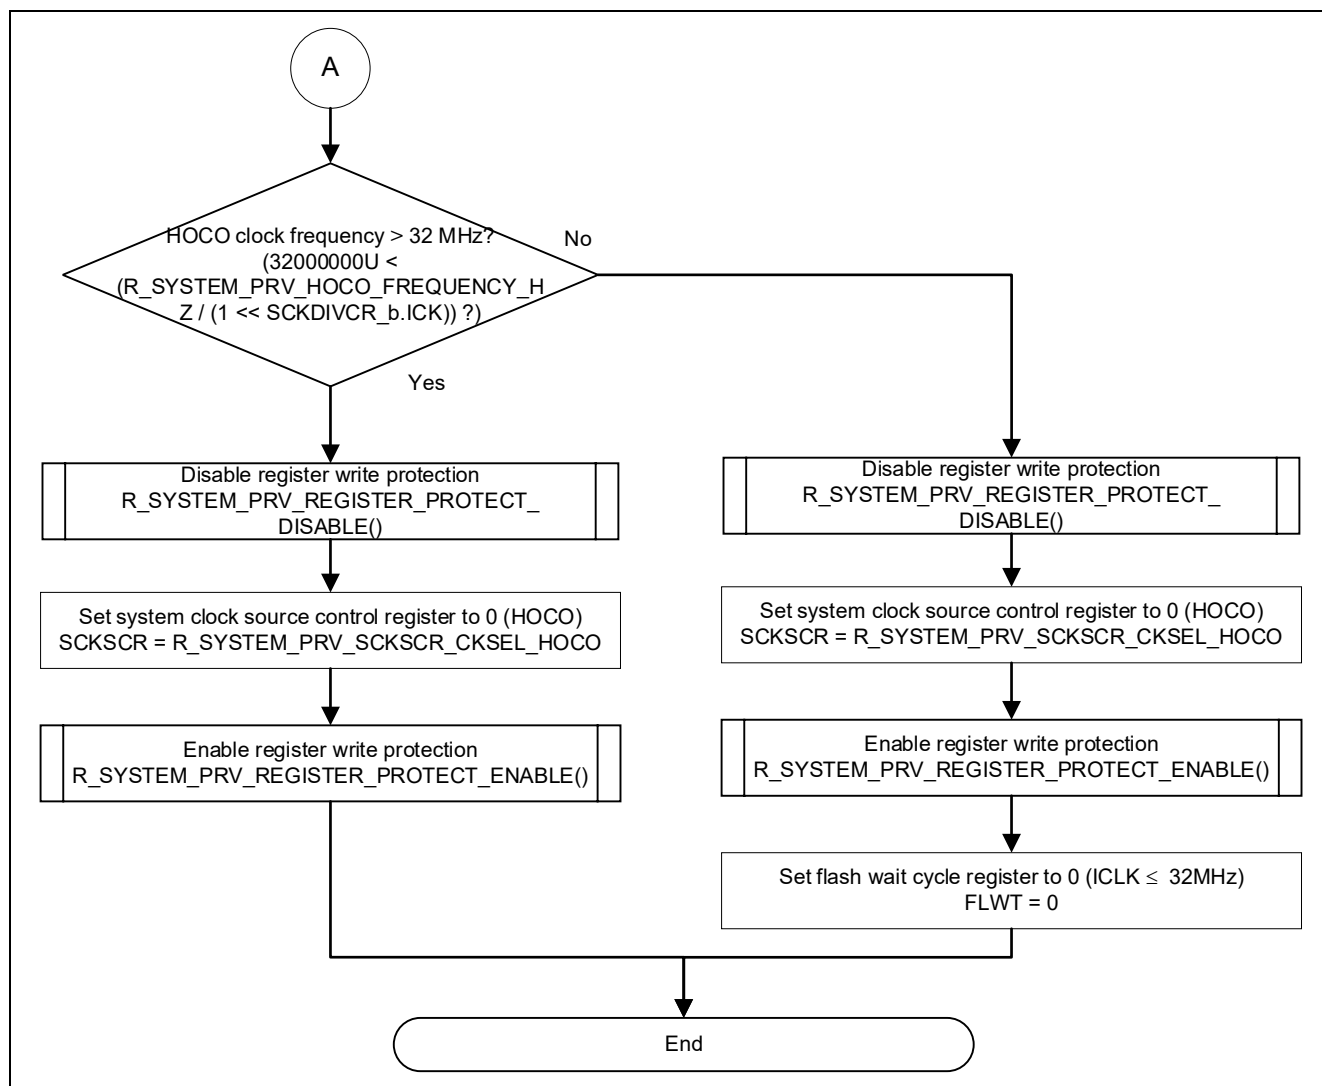 A
HOCO clock frequency > 32 MHz?
(32000000U <
(R_SYSTEM_PRV_HOCO_FREQUENCY_H
Z / (1 << SCKDIVCR_b.ICK)) ?)
No
Yes
Disable register write protection
R_SYSTEM_PRV_REGISTER_PROTECT_
DISABLE()
Set system clock source control register to 0 (HOCO)
SCKSCR = R_SYSTEM_PRV_SCKSCR_CKSEL_HOCO
Enable register write protection
R_SYSTEM_PRV_REGISTER_PROTECT_ENABLE()
Disable register write protection
R_SYSTEM_PRV_REGISTER_PROTECT_
DISABLE()
Set system clock source control register to 0 (HOCO)
SCKSCR = R_SYSTEM_PRV_SCKSCR_CKSEL_HOCO
Enable register write protection
R_SYSTEM_PRV_REGISTER_PROTECT_ENABLE()
Set flash wait cycle register to 0 (ICLK ≤ 32MHz)
FLWT = 0
End